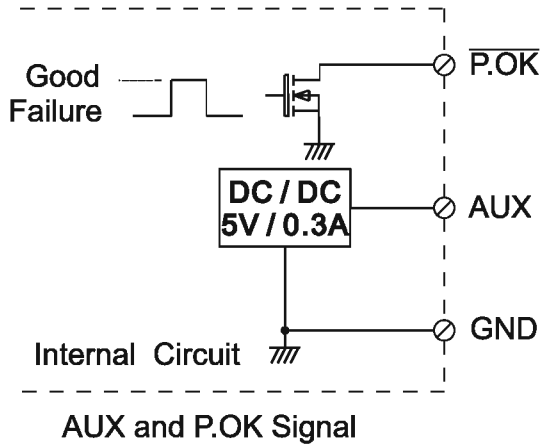 Good
Failure
P.OK
DC / DC
5V / 0.3A
AUX
GND
Internal Circuit
AUX and P.OK Signal